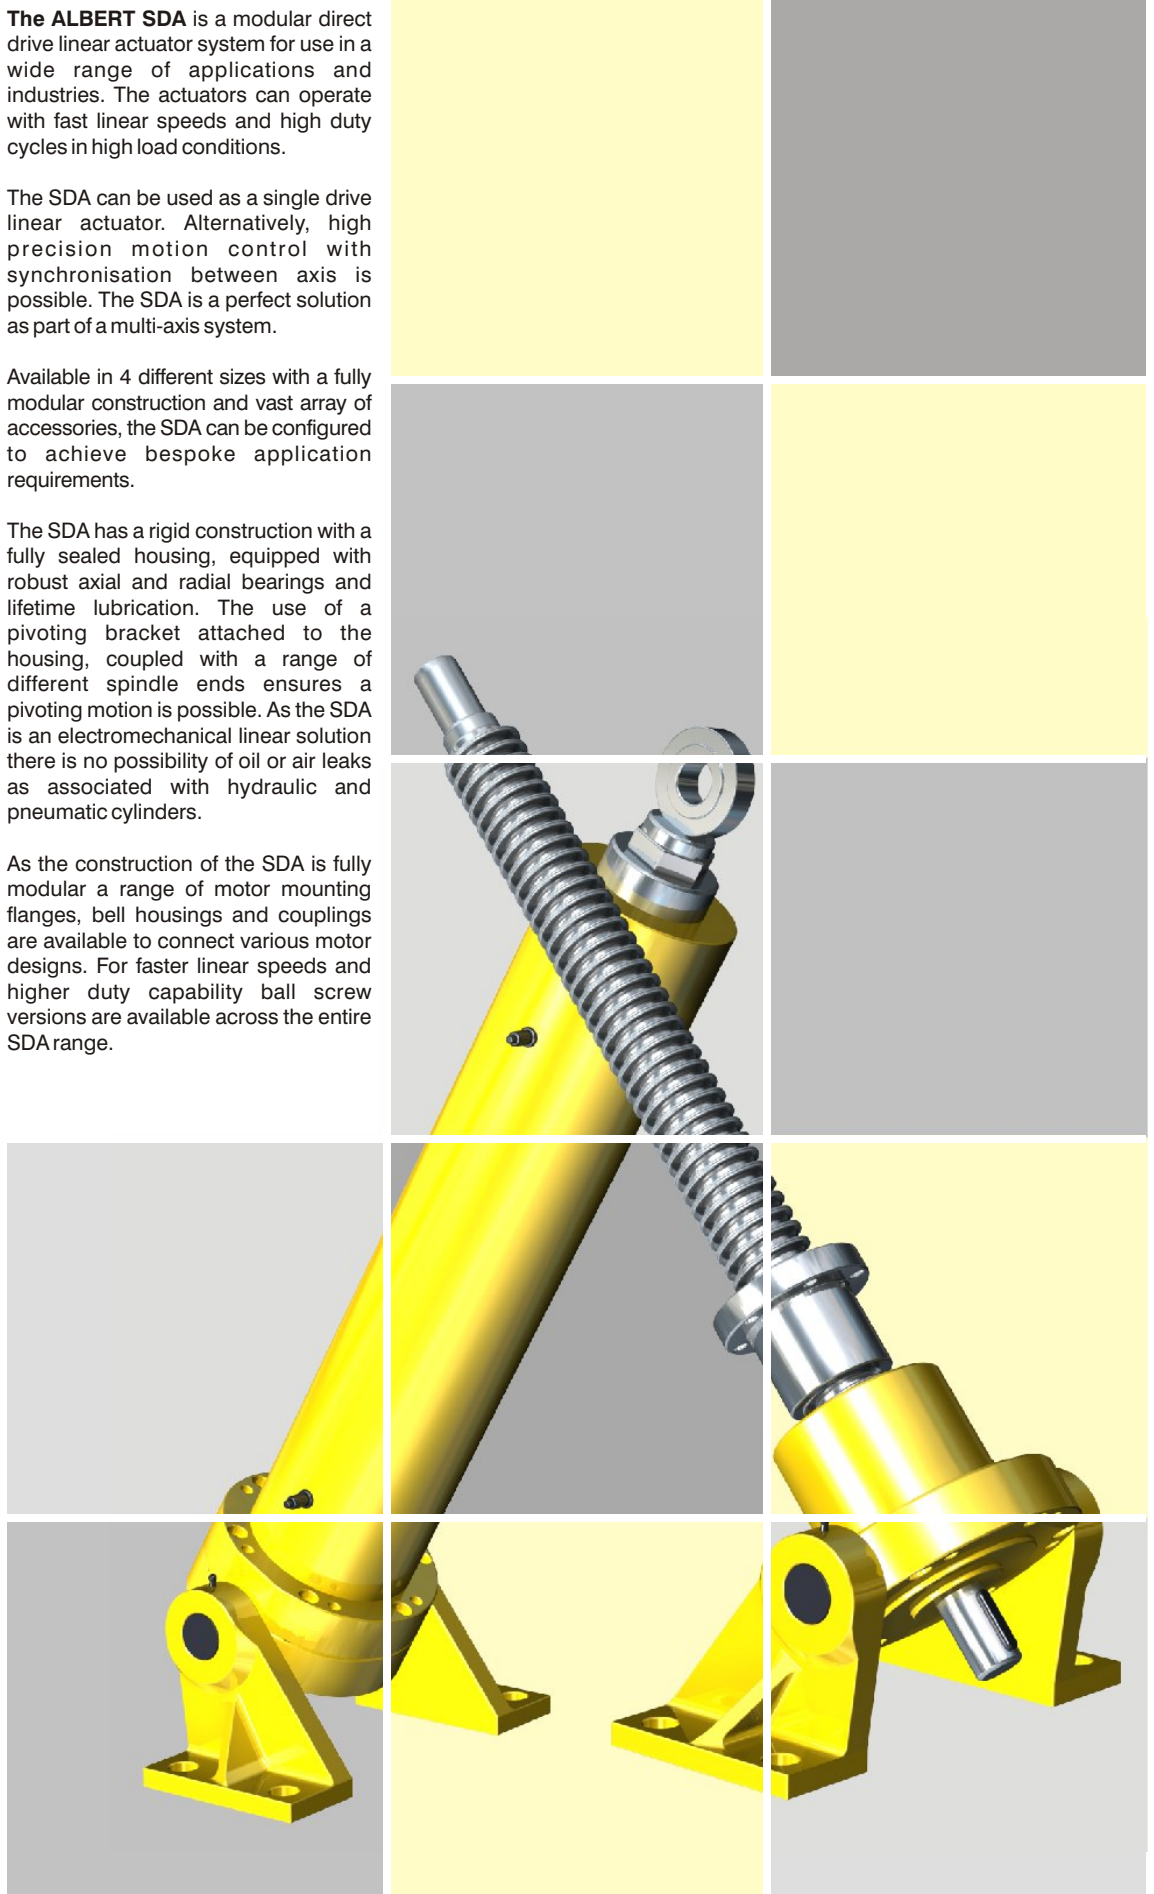 The ALBERT SDA is a modular direct
drive linear actuator system for use in a
wide range of applications and
industries. The actuators can operate
with fast linear speeds and high duty
cycles in high load conditions.
The SDA can be used as a single drive
linear actuator. Alternatively, high
precision motion control with
synchronisation between axis is
possible. The SDA is a perfect solution
as part of a multi-axis system.
Available in 4 different sizes with a fully
modular construction and vast array of
accessories, the SDA can be configured
to achieve bespoke application
requirements.
The SDA has a rigid construction with a
fully sealed housing, equipped with
robust axial and radial bearings and
lifetime lubrication. The use of a
pivoting bracket attached to the
housing, coupled with a range of
different spindle ends ensures a
pivoting motion is possible. As the SDA
is an electromechanical linear solution
there is no possibility of oil or air leaks
as associated with hydraulic and
pneumatic cylinders.
As the construction of the SDA is fully
modular a range of motor mounting
flanges, bell housings and couplings
are available to connect various motor
designs. For faster linear speeds and
higher duty capability ball screw
versions are available across the entire
SDA range.